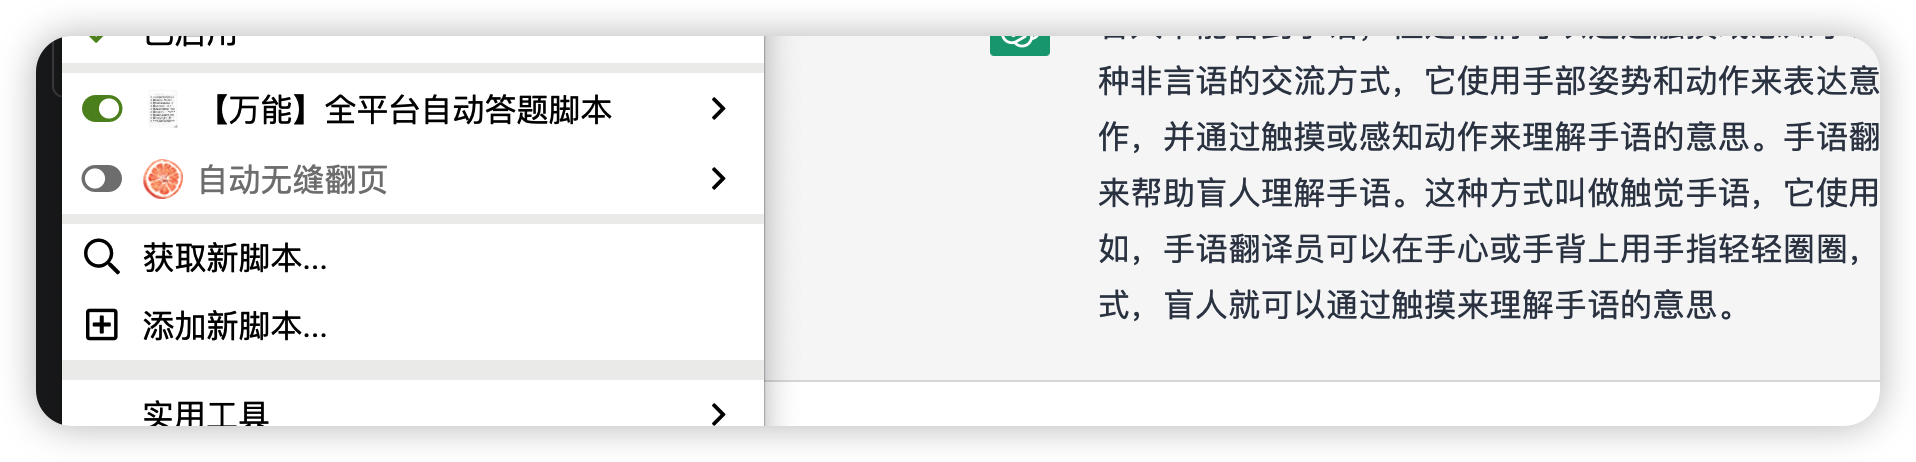 已启用
【万能】全平台自动答题脚本
自动无缝翻页
获取新脚本...
添加新脚本...
实用工具
种非言语的交流方式，它使用手部姿势和动作来表达意
作，并通过触摸或感知动作来理解手语的意思。手语翻
来帮助盲人理解手语。这种方式叫做触觉手语，它使用
如，手语翻译员可以在手心或手背上用手指轻轻圈圈，
式，盲人就可以通过触摸来理解手语的意思。